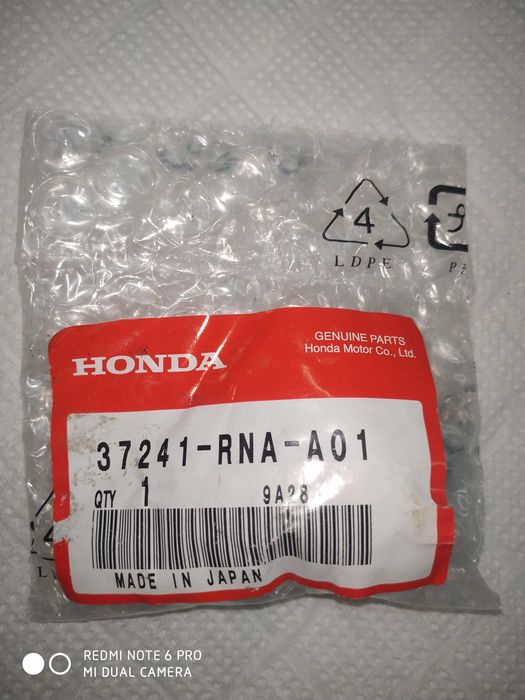 4
LDPE
GENUINE PARTS
Honda Motor Co., Ltd.
HONDA
37241-RNA-A01
QTY 1 9A28
MADE IN JAPAN
REDMI NOTE 6 PRO
MI DUAL CAMERA